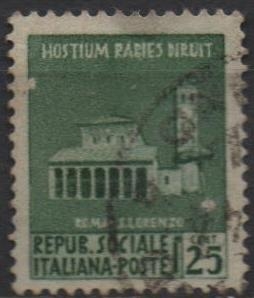 HOSTIUM RABIES DIRUIT
ROMA-S.LORENZO
REPUB. SOCIALE
ITALIANA-POSTE
CENT.
25